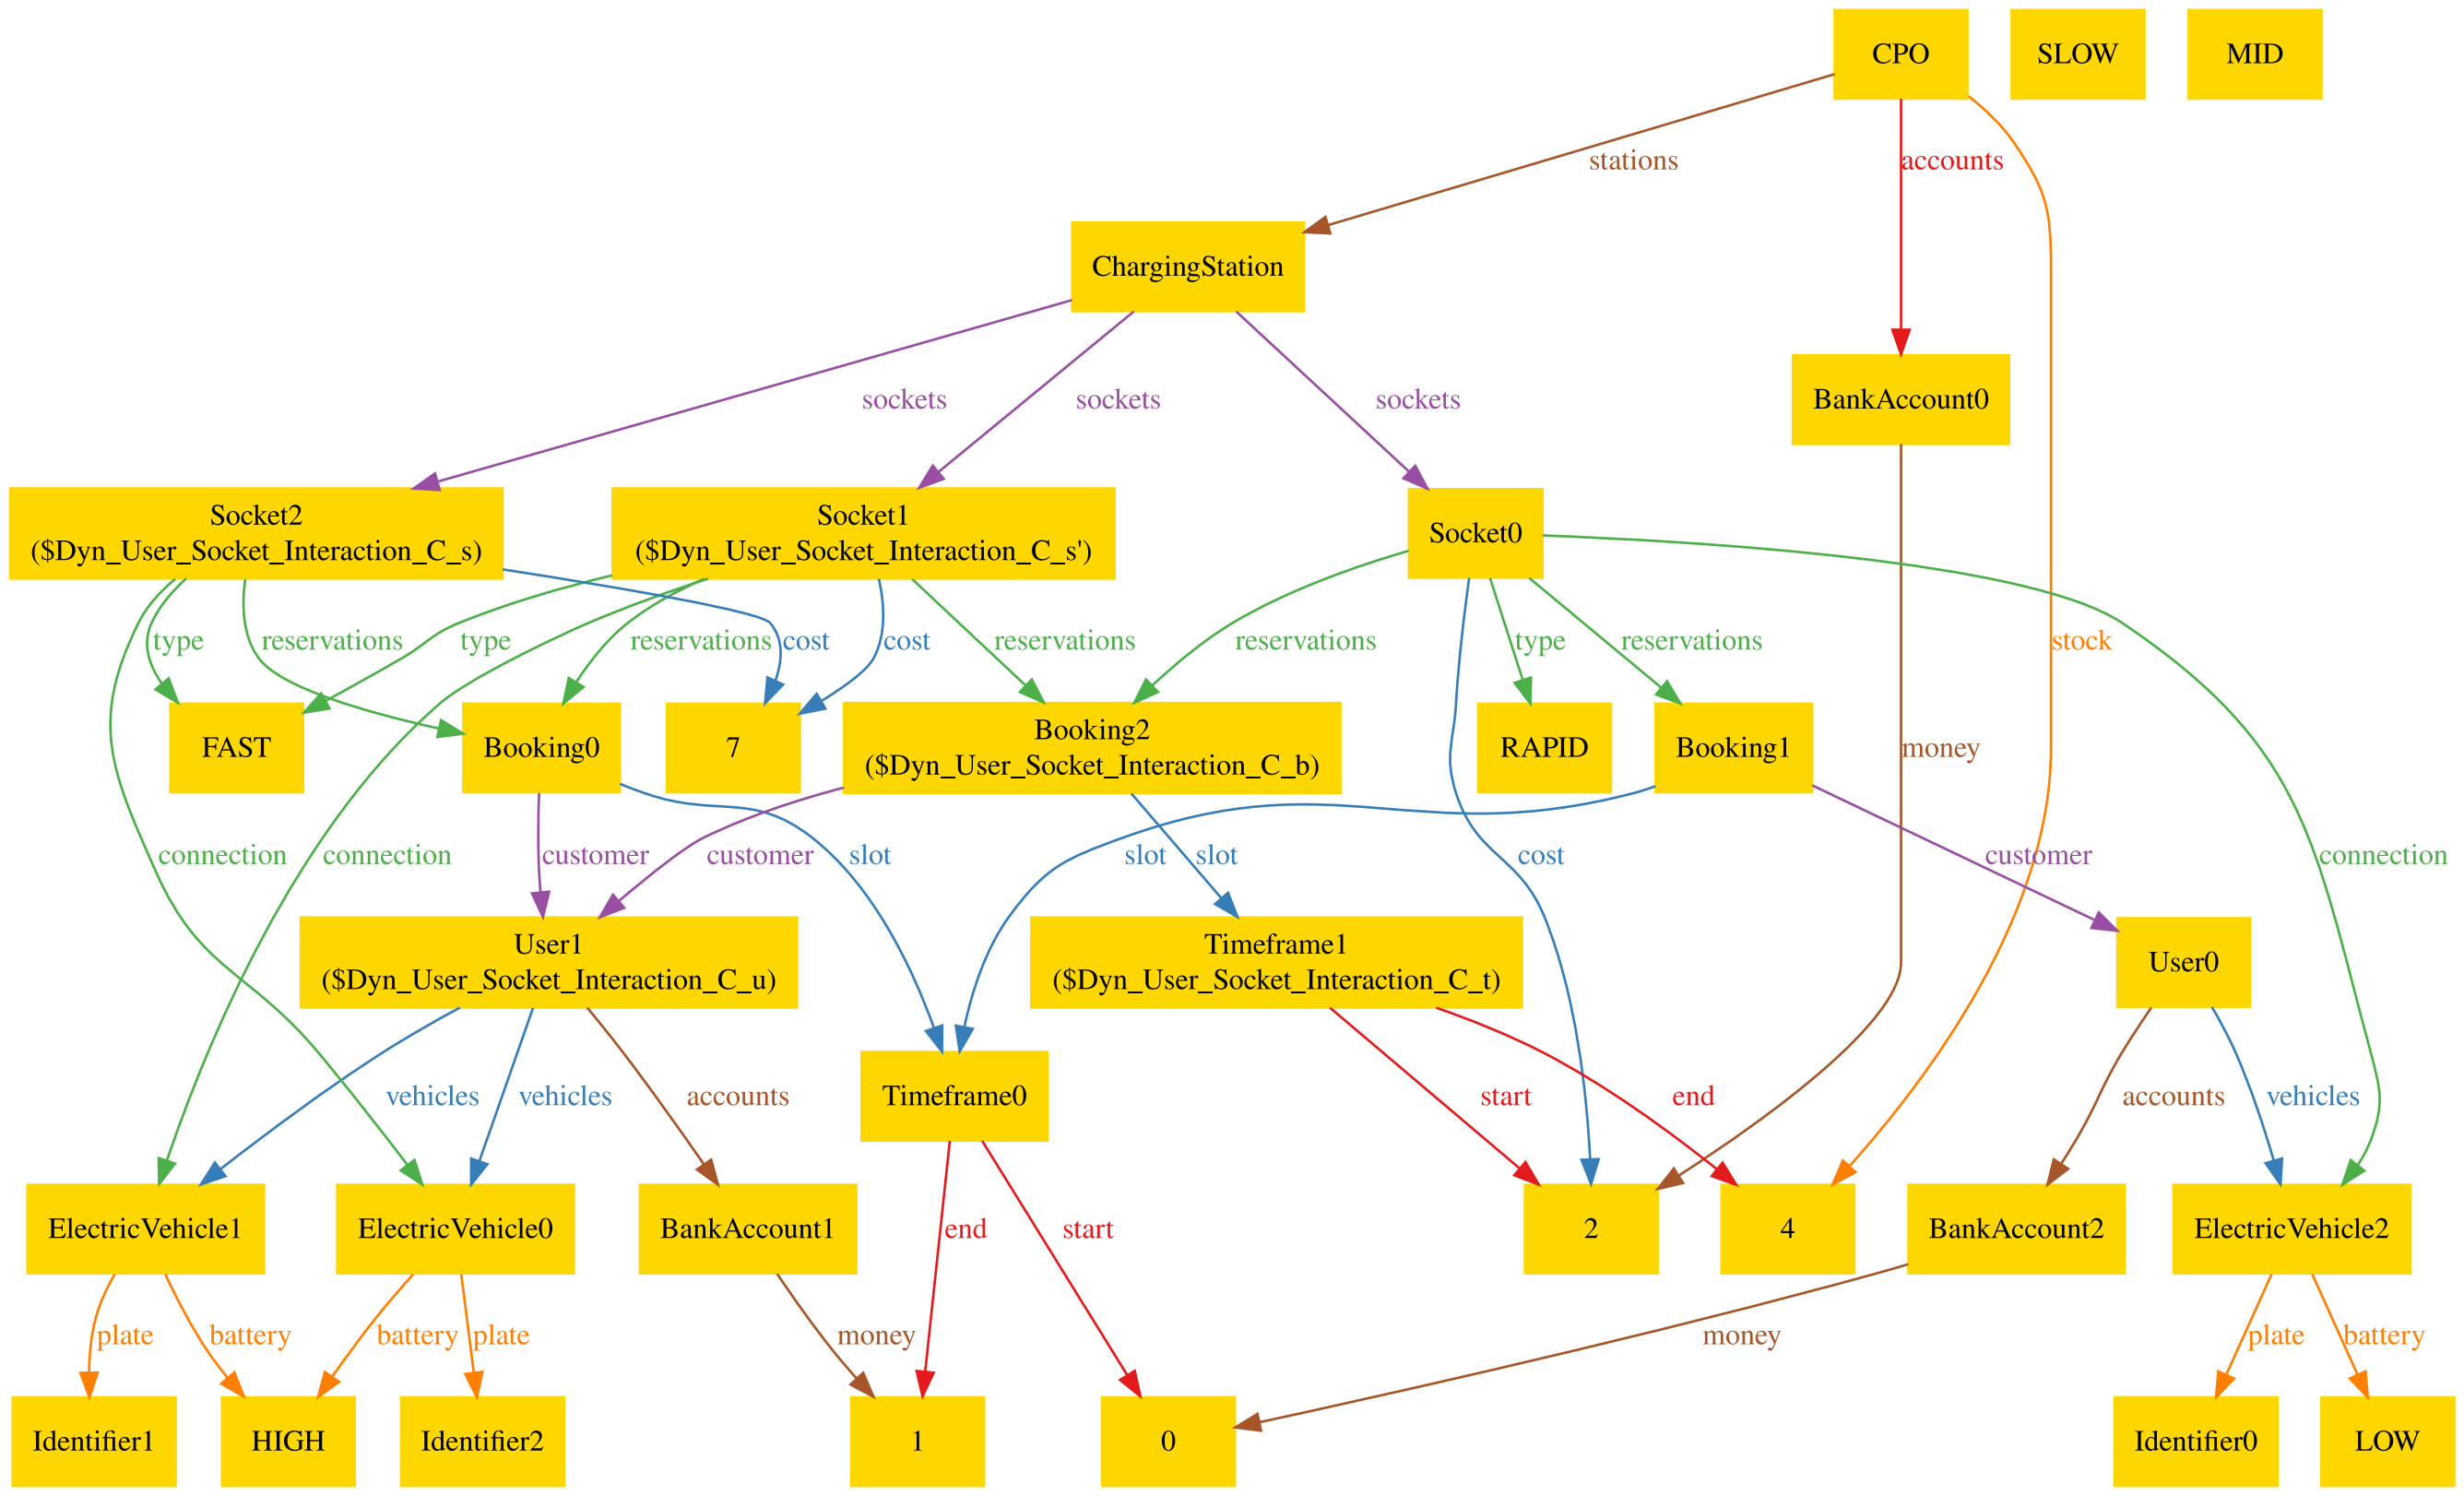 CPO
SLOW
MID
stations
accounts
ChargingStation
sockets
sockets
sockets
BankAccount0
Socket2
($Dyn_User_Socket_Interaction_C_s)
Socket1
($Dyn_User_Socket_Interaction_C_s')
Socket0
type
reservations
type
reservations
cost
cost
reservations
reservations
type
reservations
stock
FAST
Booking0
7
Booking2
($Dyn_User_Socket_Interaction_C_b)
RAPID
Booking1
money
connection
connection
customer
customer
slot
slot
slot
cost
customer
connection
User1
($Dyn_User_Socket_Interaction_C_u)
Timeframe1
($Dyn_User_Socket_Interaction_C_t)
User0
vehicles
vehicles
accounts
Timeframe0
start
end
accounts
vehicles
ElectricVehicle1
ElectricVehicle0
BankAccount1
end
start
2
4
BankAccount2
ElectricVehicle2
plate
battery
battery
plate
money
money
plate
battery
Identifier1
HIGH
Identifier2
1
0
Identifier0
LOW